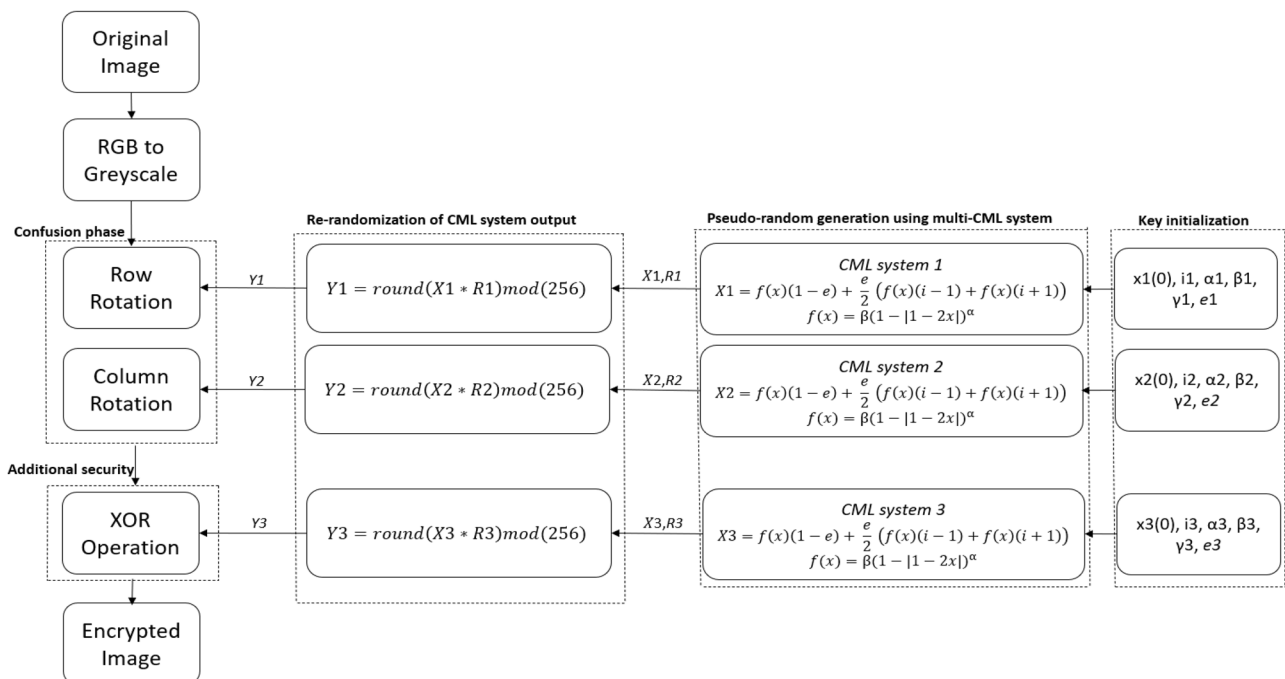 Original
Image
RGB to
Greyscale
Confusion phase
Re-randomization of CML system output
Pseudo-random generation using multi-CML system
Key initialization
Row
Rotation
Y1
Y1 = round(X1 * R1)mod(256)
X1,R1
CML system 1
X1 = f(x)(1 − e) + e/2 (f(x)(i − 1) + f(x)(i + 1))
f(x) = β(1 − |1 − 2x|)^α
x1(0), i1, α1, β1,
γ1, e1
Column
Rotation
Y2
Y2 = round(X2 * R2)mod(256)
X2,R2
CML system 2
X2 = f(x)(1 − e) + e/2 (f(x)(i − 1) + f(x)(i + 1))
f(x) = β(1 − |1 − 2x|)^α
x2(0), i2, α2, β2,
γ2, e2
Additional security
XOR
Operation
Y3
Y3 = round(X3 * R3)mod(256)
X3,R3
CML system 3
X3 = f(x)(1 − e) + e/2 (f(x)(i − 1) + f(x)(i + 1))
f(x) = β(1 − |1 − 2x|)^α
x3(0), i3, α3, β3,
γ3, e3
Encrypted
Image